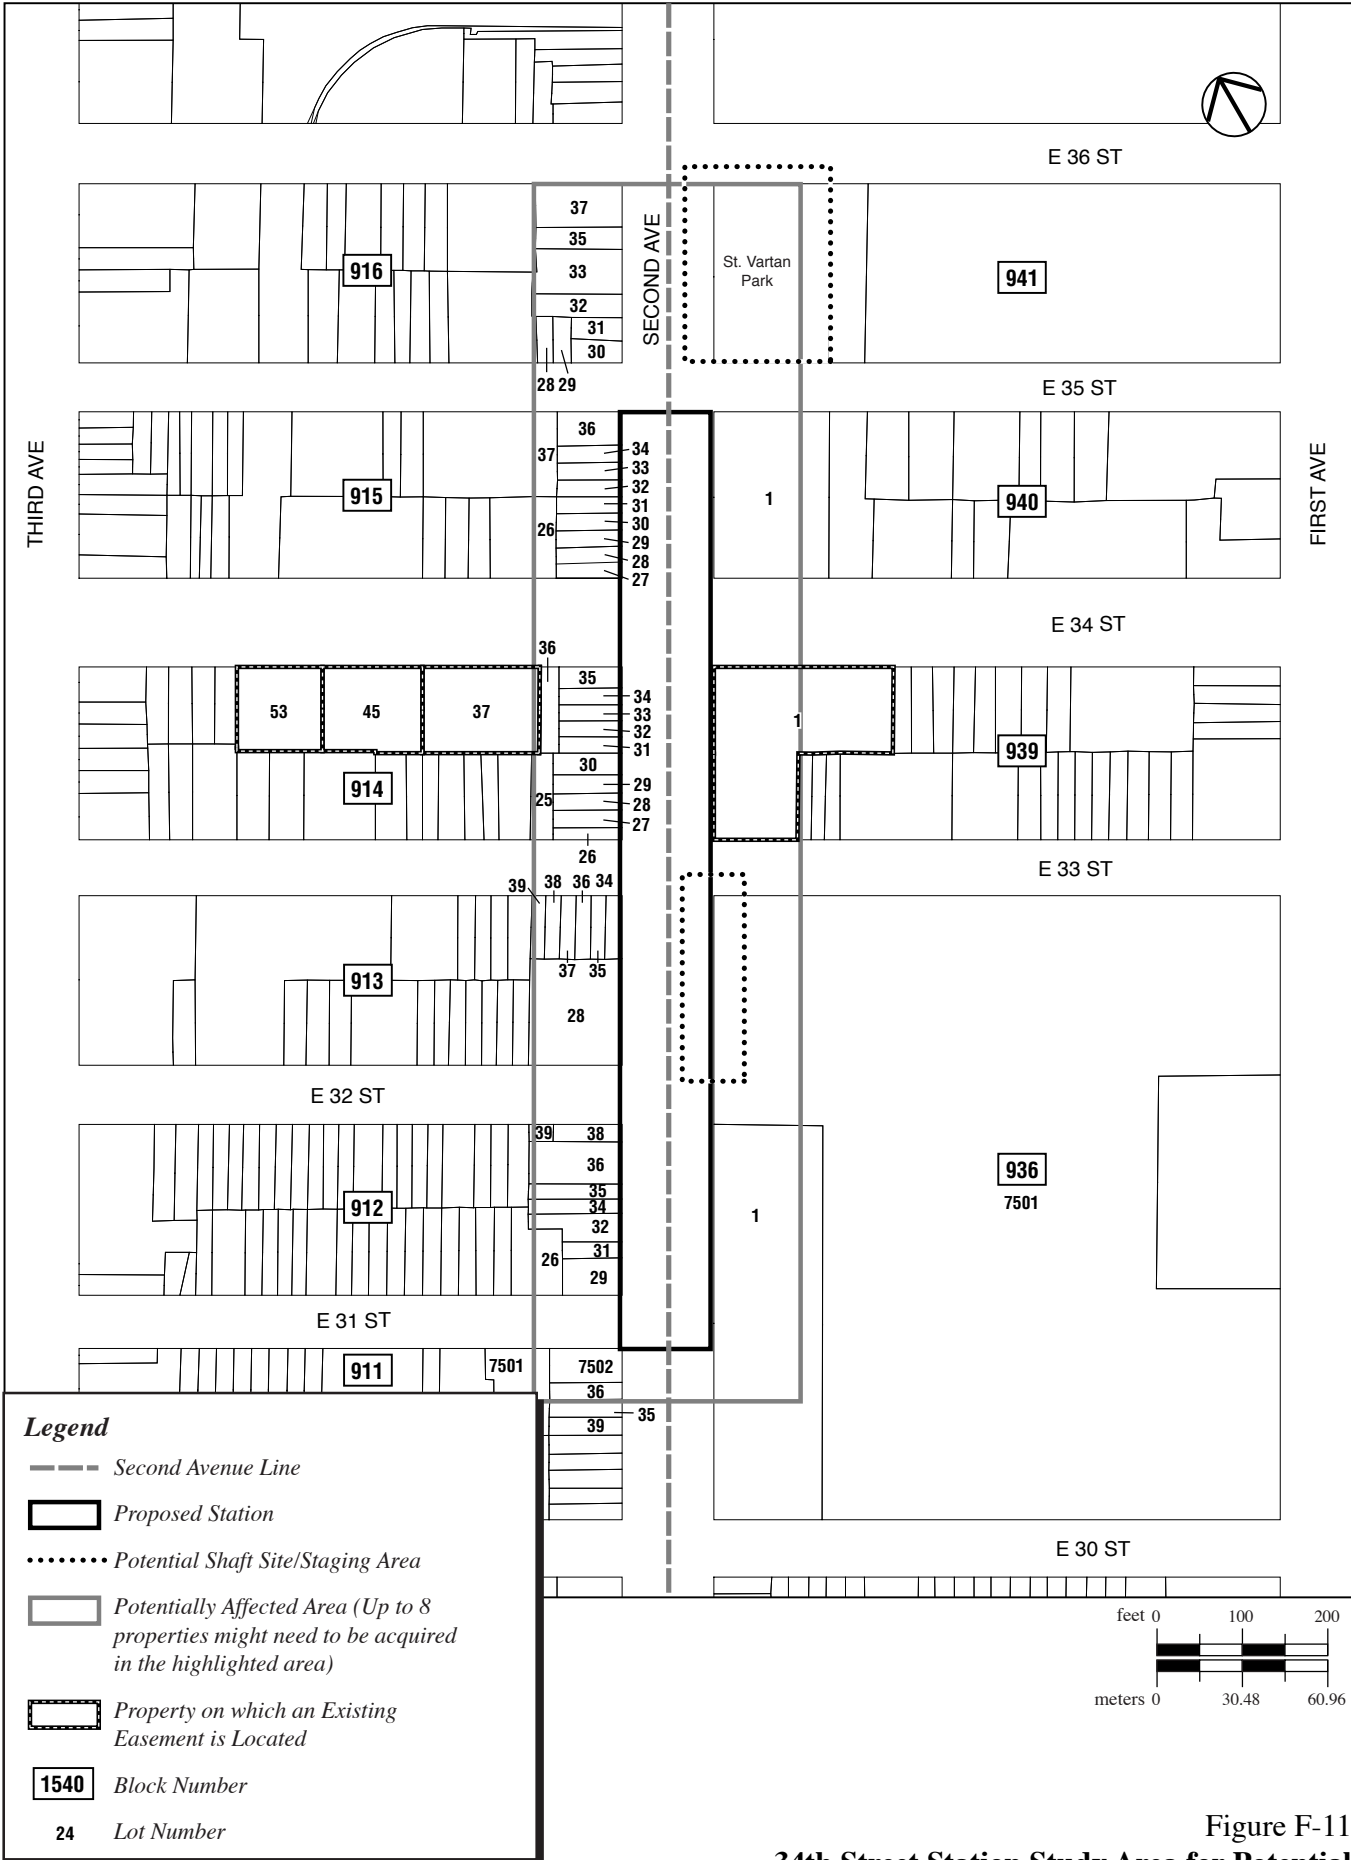 E 36 ST
37
35
33
32
31
30
28 29
916
SECOND AVE
St. Vartan
Park
941
E 35 ST
THIRD AVE
FIRST AVE
36
37
34
33
32
31
30
29
28
27
26
915
1
940
E 34 ST
36
35
34
33
32
31
30
29
28
27
26
25
53
45
37
914
1
939
E 33 ST
39
38
36
34
37
35
28
913
E 32 ST
39
38
36
35
34
32
31
29
26
912
1
936
7501
E 31 ST
911
7501
7502
36
35
39
E 30 ST
Legend
Second Avenue Line
Proposed Station
Potential Shaft Site/Staging Area
Potentially Affected Area (Up to 8
properties might need to be acquired
in the highlighted area)
Property on which an Existing
Easement is Located
1540 Block Number
24 Lot Number
feet 0 100 200
meters 0 30.48 60.96
Figure F-11
34th Street Station Study Area for Potential